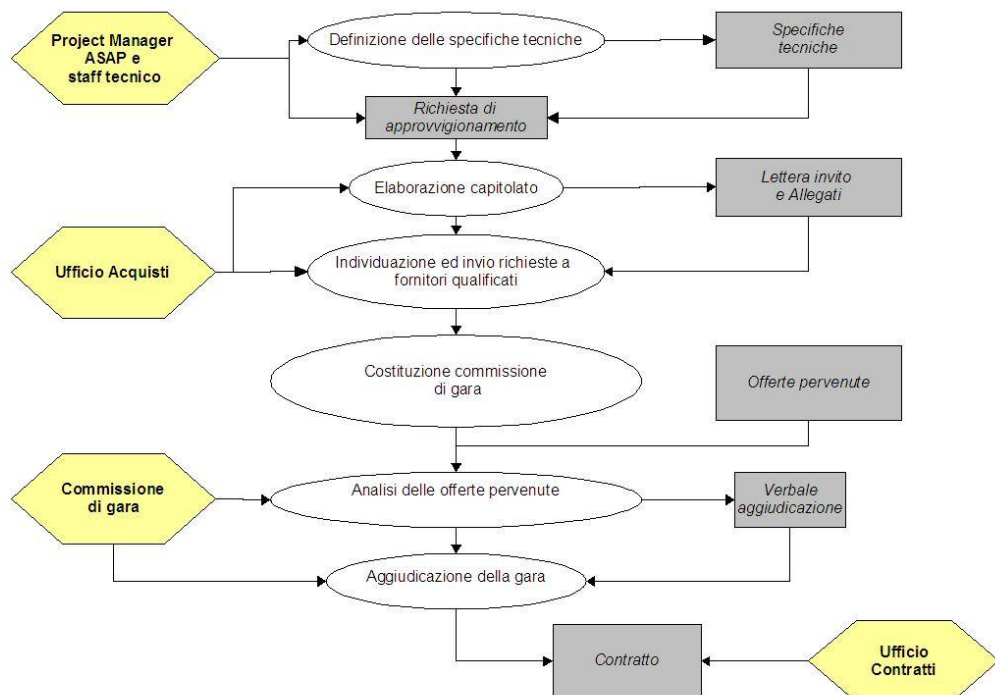 Project Manager
ASAP e
staff tecnico
Definizione delle specifiche tecniche
Specifiche
tecniche
Richiesta di
approvvigionamento
Elaborazione capitolato
Lettera invito
e Allegati
Ufficio Acquisti
Individuazione ed invio richieste a
fornitori qualificati
Costituzione commissione
di gara
Offerte pervenute
Commissione
di gara
Analisi delle offerte pervenute
Verbale
aggiudicazione
Aggiudicazione della gara
Contratto
Ufficio
Contratti